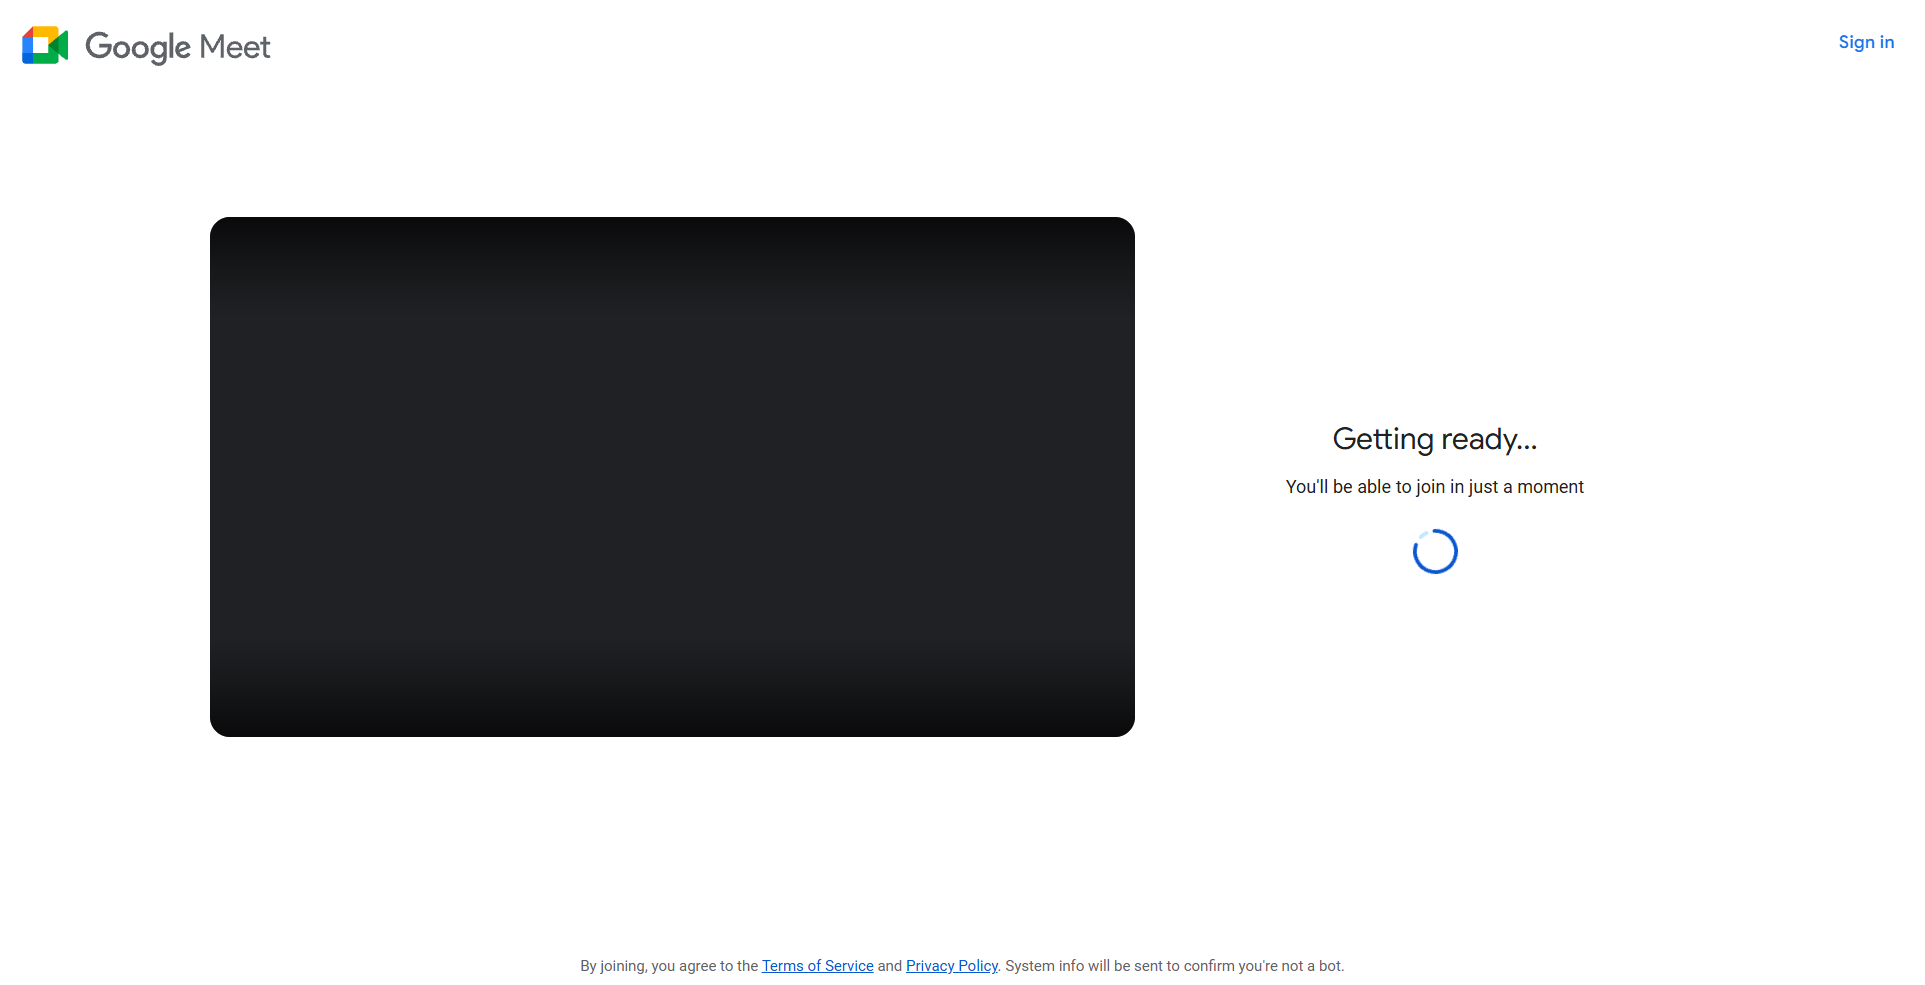 Google Meet
Sign in
Getting ready...
You'll be able to join in just a moment
By joining, you agree to the Terms of Service and Privacy Policy. System info will be sent to confirm you're not a bot.